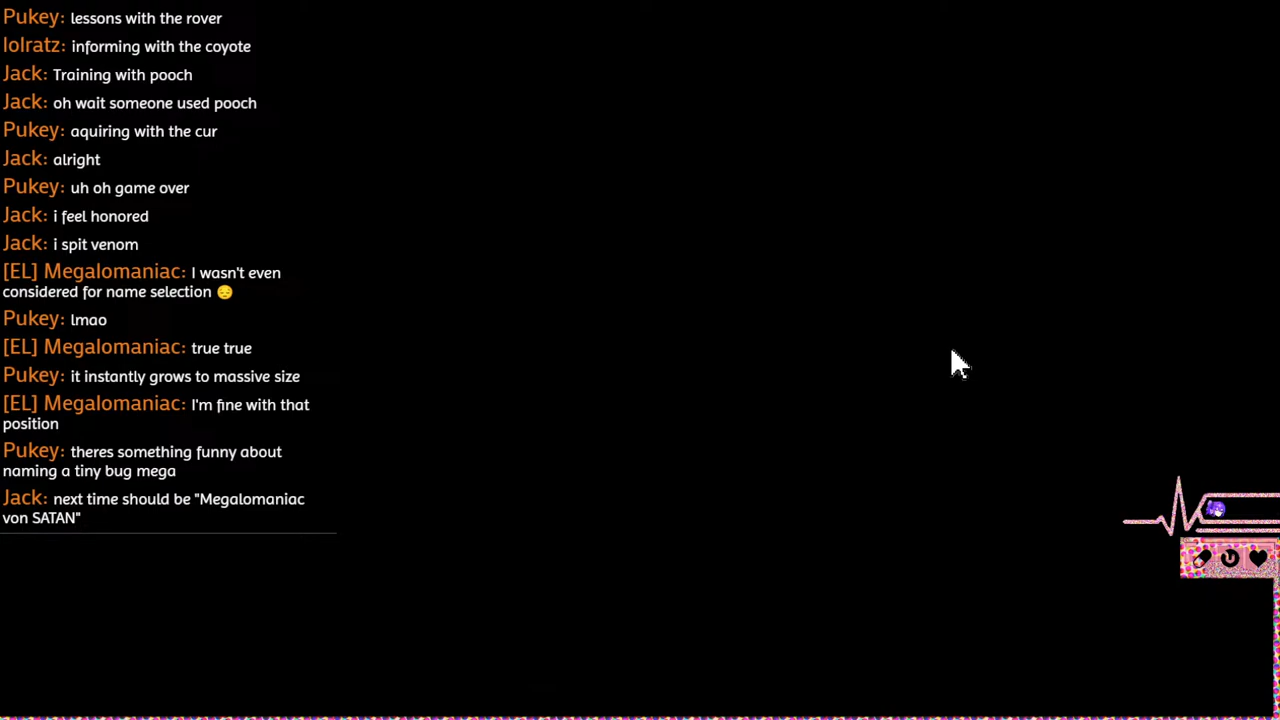 Pukey: lessons with the rover
lolratz: informing with the coyote
Jack: Training with pooch
Jack: oh wait someone used pooch
Pukey: aquiring with the cur
Jack: alright
Pukey: uh oh game over
Jack: i feel honored
Jack: i spit venom
[EL] Megalomaniac: I wasn't even
considered for name selection 😔
Pukey: lmao
[EL] Megalomaniac: true true
Pukey: it instantly grows to massive size
[EL] Megalomaniac: I'm fine with that
position
Pukey: theres something funny about
naming a tiny bug mega
Jack: next time should be "Megalomaniac
von SATAN"